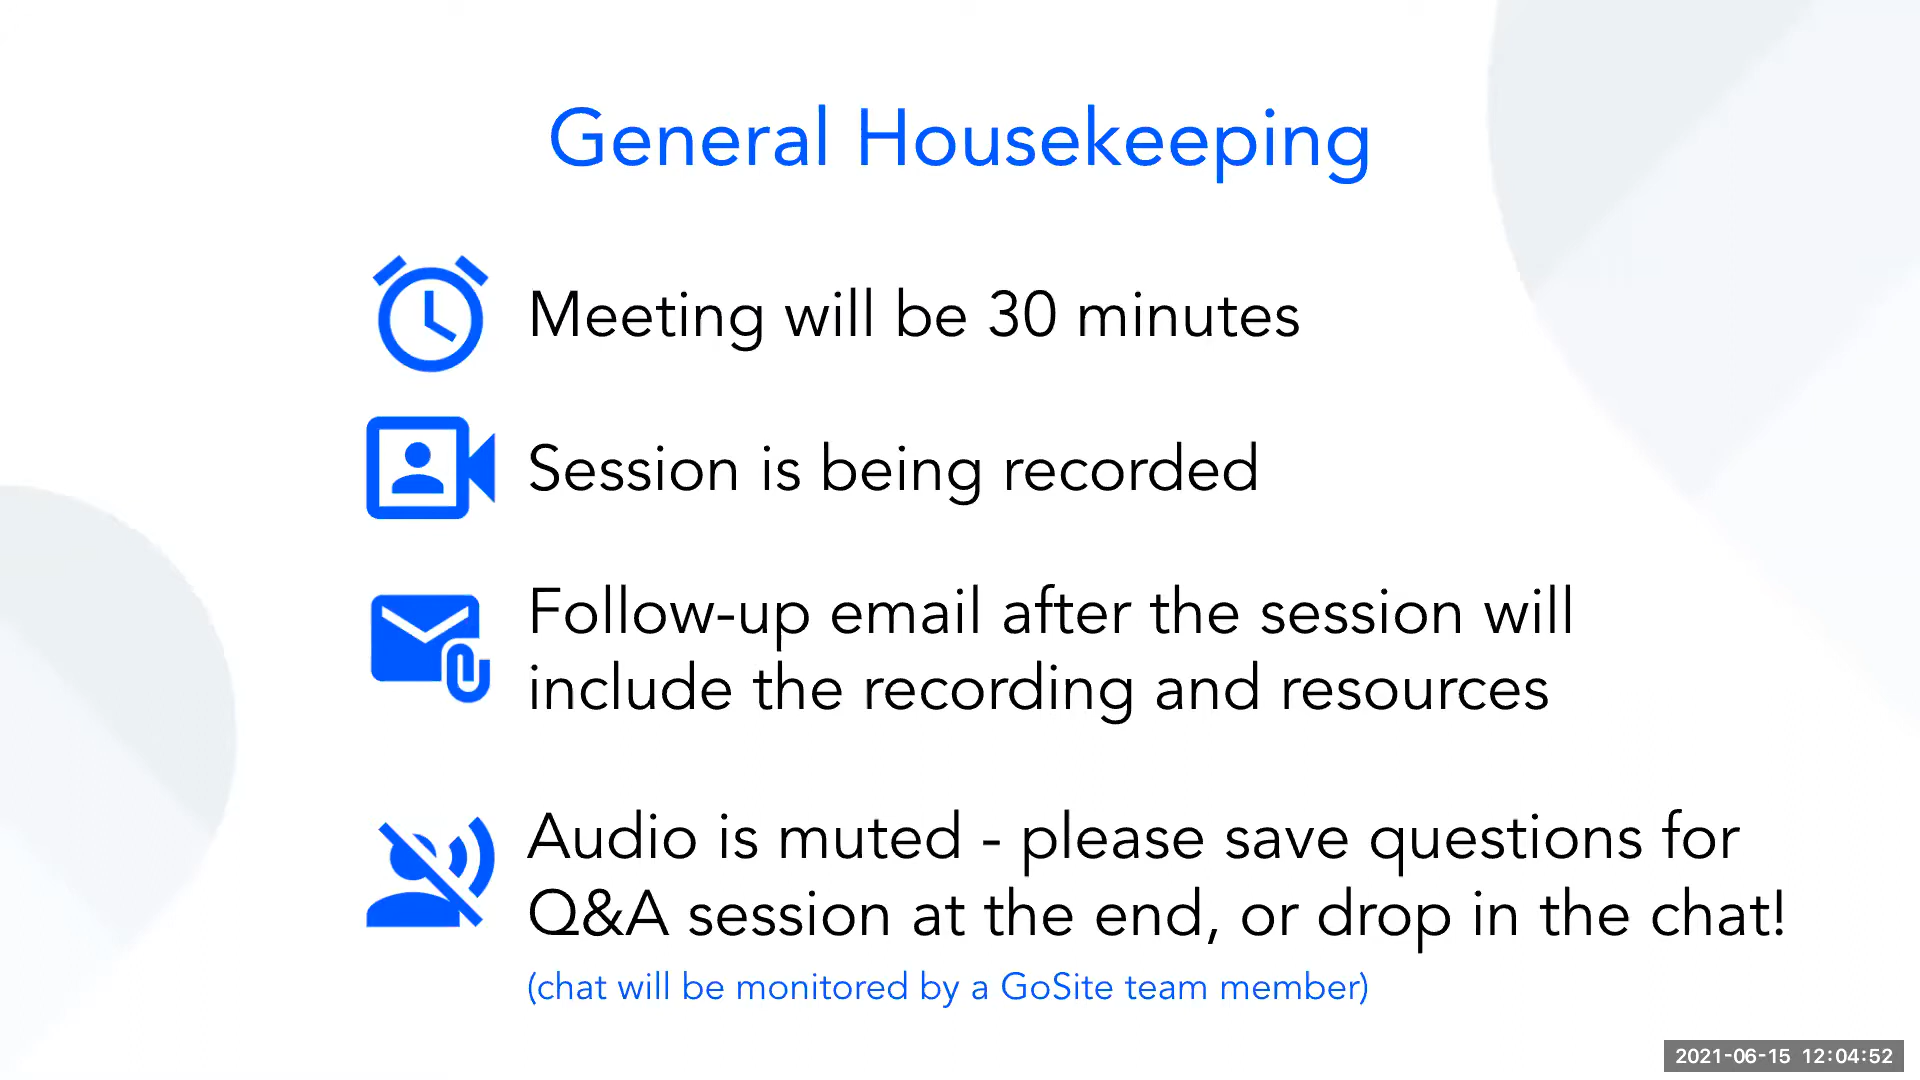 General Housekeeping
Meeting will be 30 minutes
Session is being recorded
Follow-up email after the session will
include the recording and resources
Audio is muted - please save questions for
Q&A session at the end, or drop in the chat!
(chat will be monitored by a GoSite team member)
2021-06-15 12:04:52